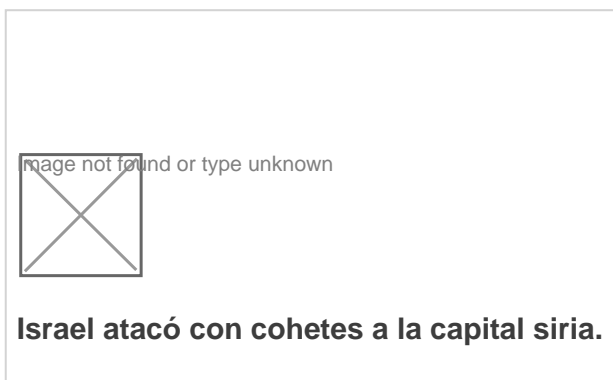 Image not found or type unknown
Israel atacó con cohetes a la capital siria.